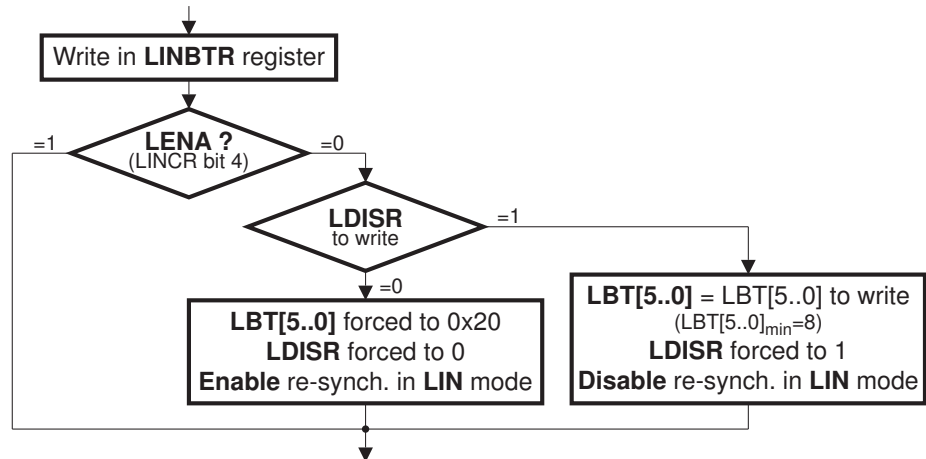 Write in LINBTR register
=1
LENA ?
(LINCR bit 4)
=0
LDISR
to write
=1
=0
LBT[5..0] forced to 0x20
LDISR forced to 0
Enable re-synch. in LIN mode
LBT[5..0] = LBT[5..0] to write
(LBT[5..0]min=8)
LDISR forced to 1
Disable re-synch. in LIN mode